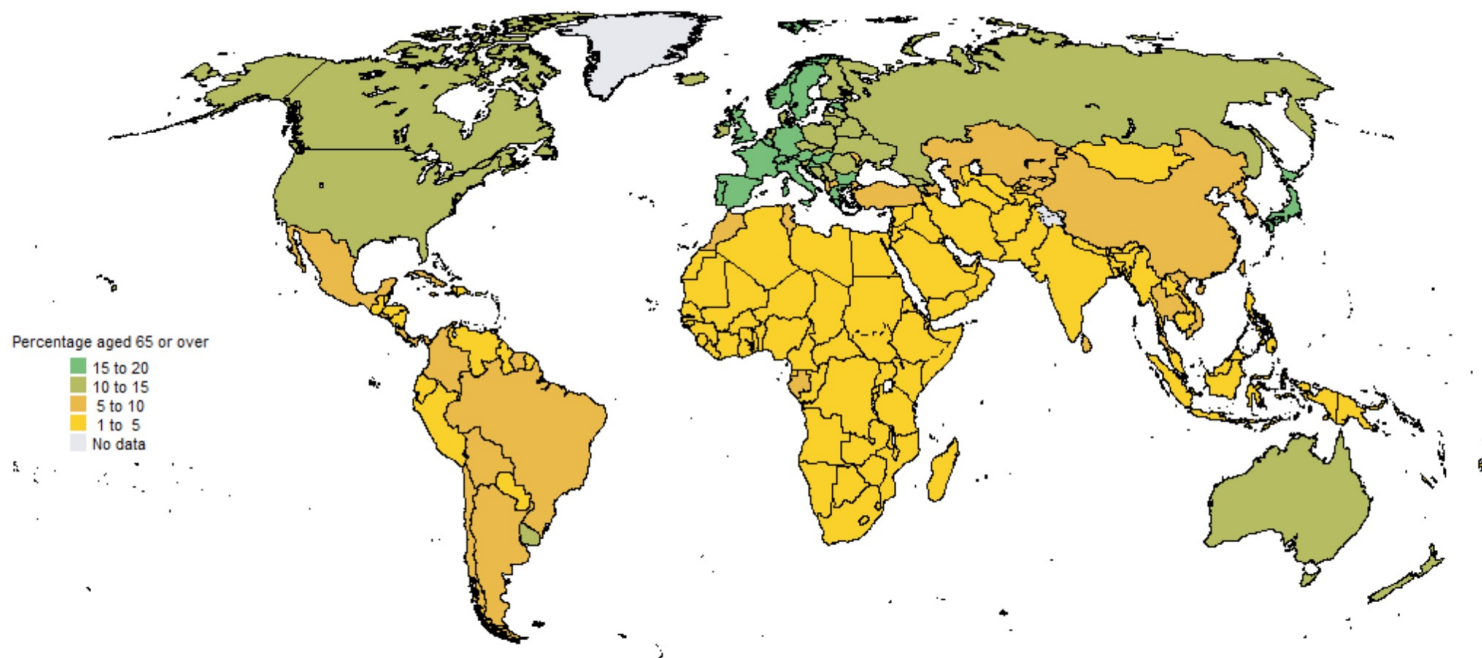 Percentage aged 65 or over
15 to 20
10 to 15
5 to 10
1 to 5
No data